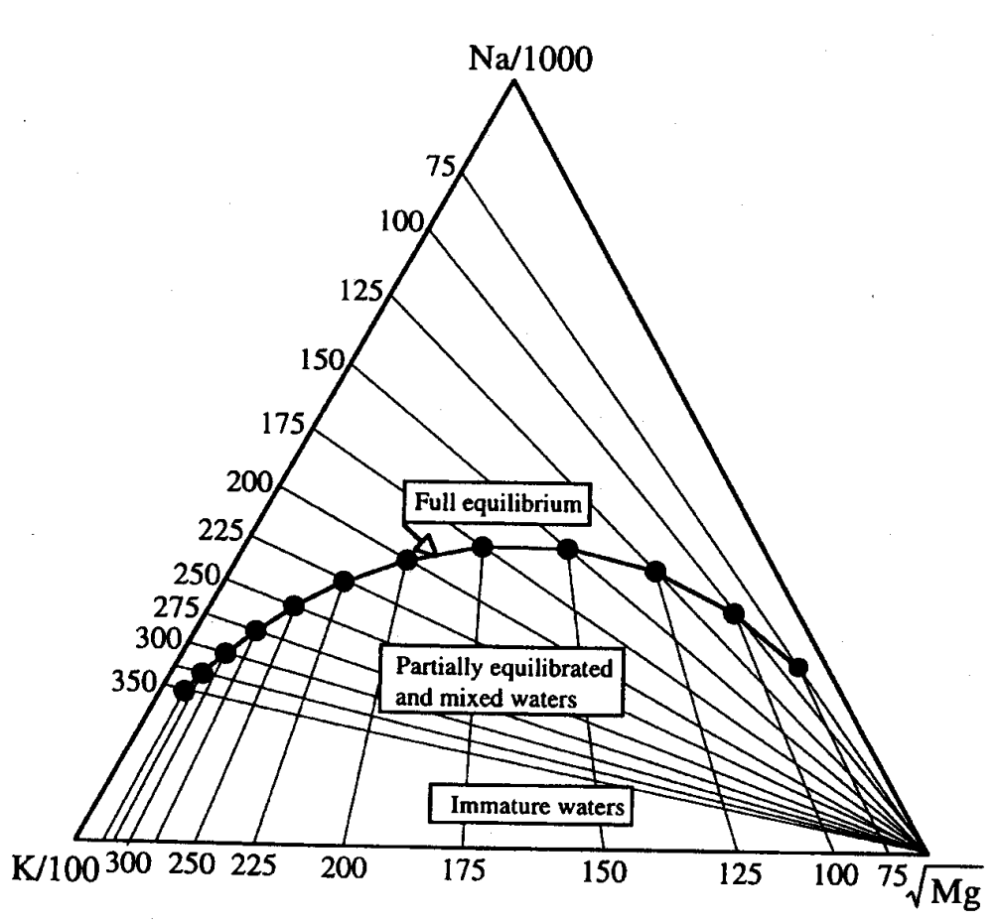 Na/1000
75
100
125
150
175
200
Full equilibrium
225
250
275
300
Partially equilibrated
and mixed waters
350
Immature waters
K/100 300 250 225 200 175 150 125 100 75 √Mg